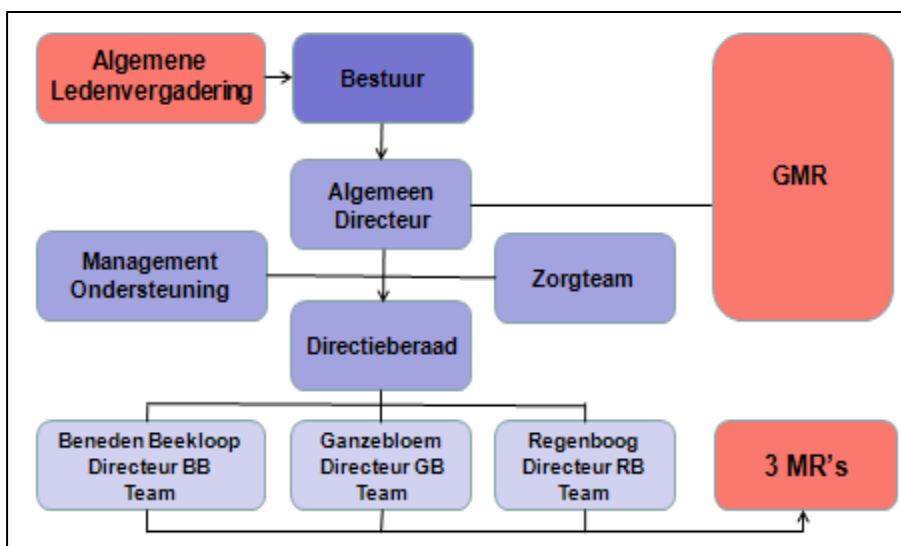 Algemene
Ledenvergadering
Bestuur
GMR
Algemeen
Directeur
Management
Ondersteuning
Zorgteam
Directieberaad
Beneden Beekloop
Directeur BB
Team
Ganzebloem
Directeur GB
Team
Regenboog
Directeur RB
Team
3 MR's